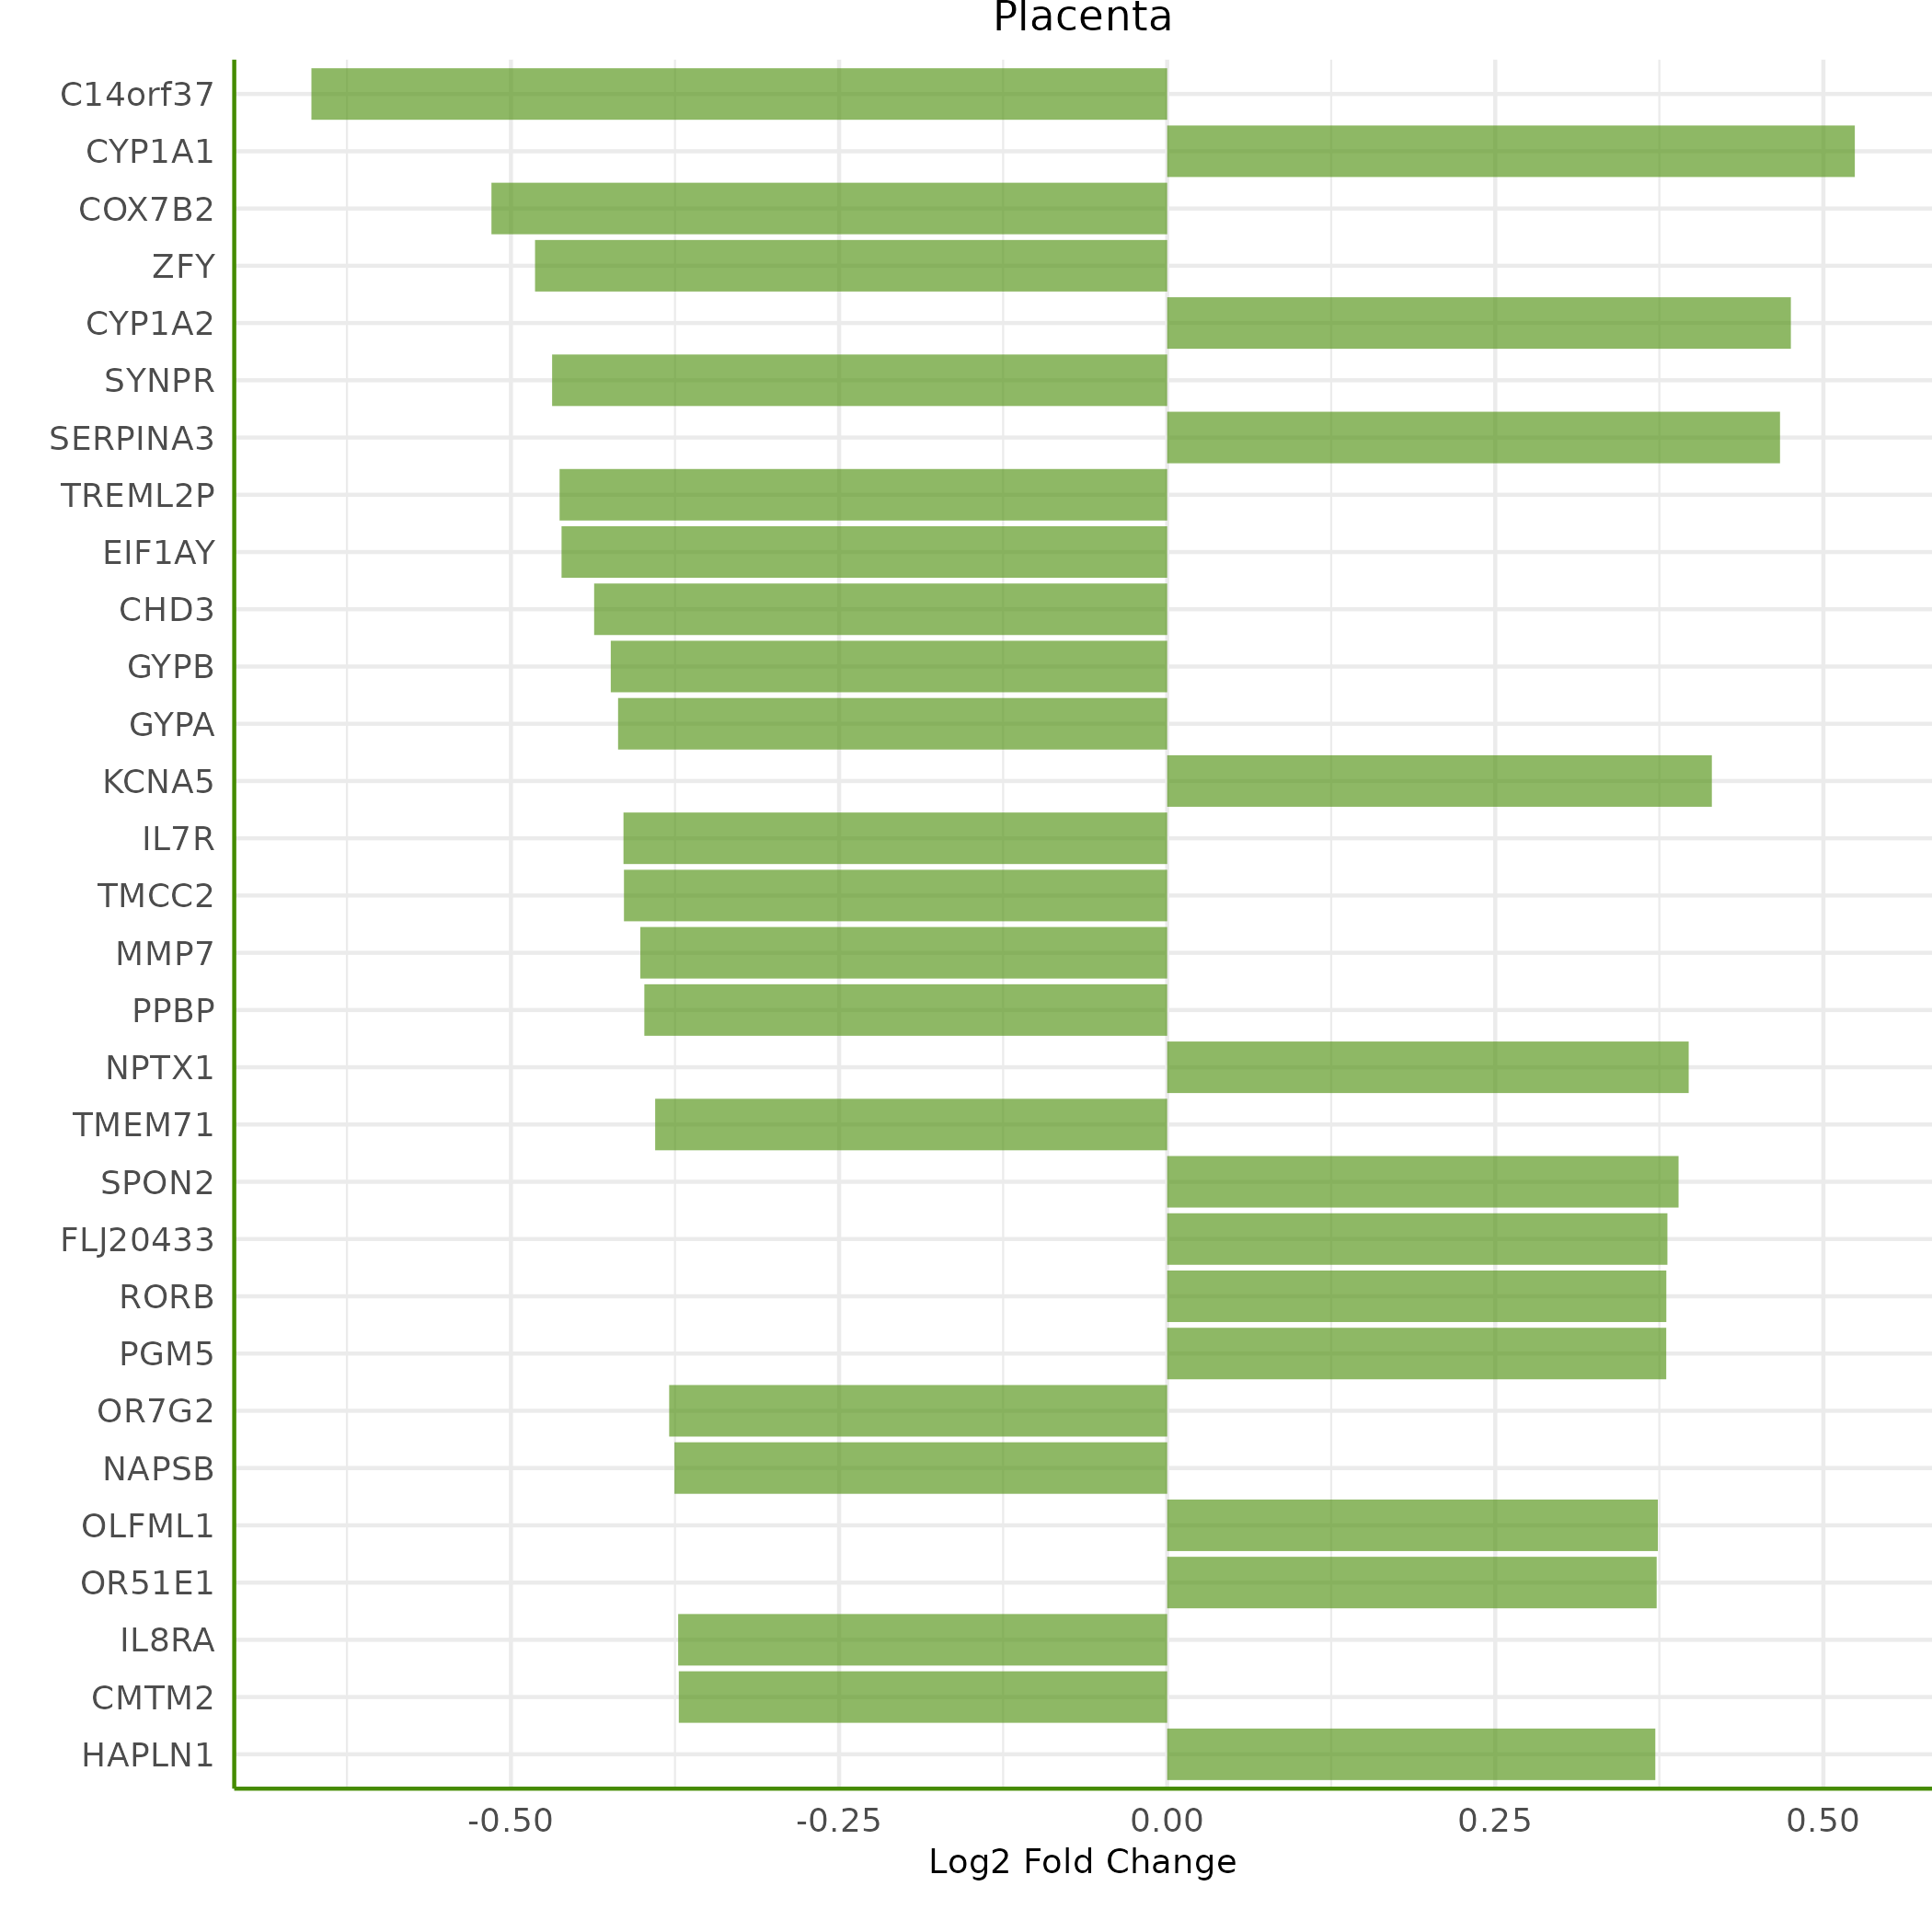 Placenta
C14orf37
CYP1A1
COX7B2
ZFY
CYP1A2
SYNPR
SERPINA3
TREML2P
EIF1AY
CHD3
GYPB
GYPA
KCNA5
IL7R
TMCC2
MMP7
PPBP
NPTX1
TMEM71
SPON2
FLJ20433
RORB
PGM5
OR7G2
NAPSB
OLFML1
OR51E1
IL8RA
CMTM2
HAPLN1
-0.50 -0.25 0.00 0.25 0.50
Log2 Fold Change